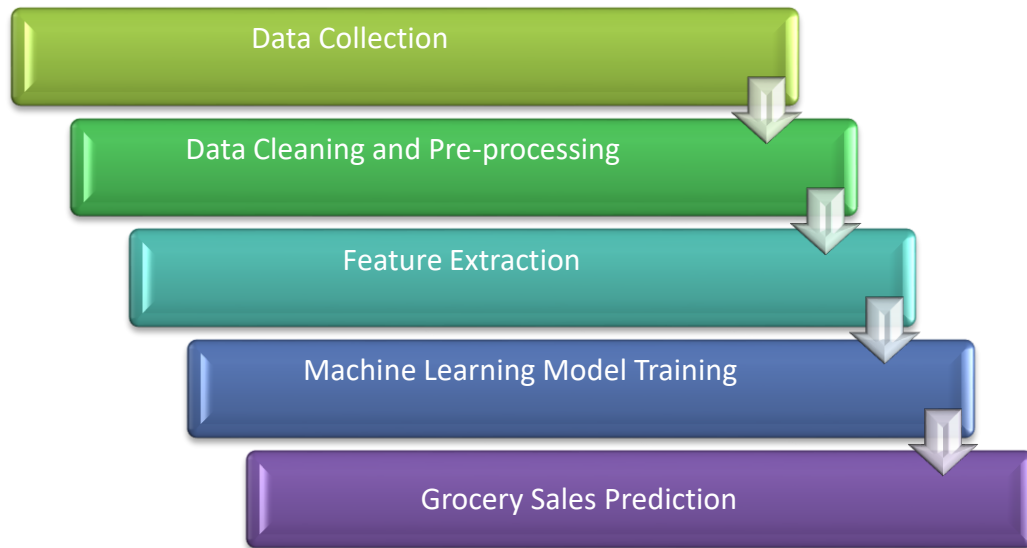 Data Collection
Data Cleaning and Pre-processing
Feature Extraction
Machine Learning Model Training
Grocery Sales Prediction